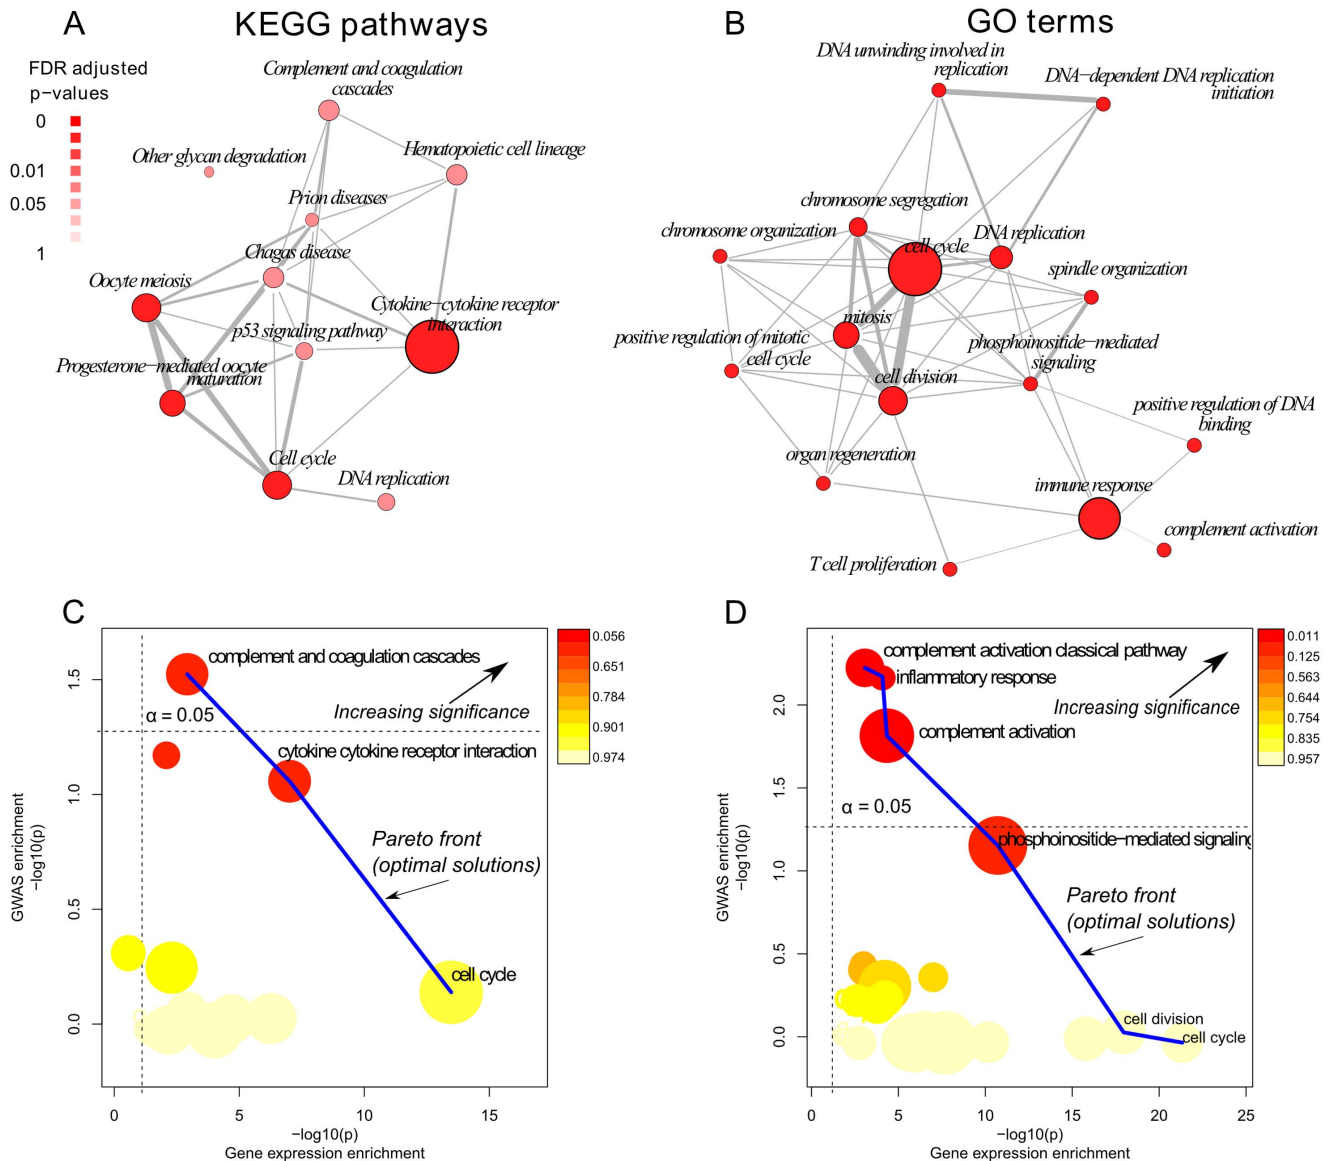 A
KEGG pathways
FDR adjusted
p−values
0
0.01
0.05
1
Complement and coagulation
cascades
Other glycan degradation
Hematopoietic cell lineage
Prion diseases
Chagas disease
Oocyte meiosis
Cytokine−cytokine receptor
interaction
p53 signaling pathway
Progesterone−mediated oocyte
maturation
Cell cycle
DNA replication
B
GO terms
DNA unwinding involved in
replication
DNA−dependent DNA replication
initiation
chromosome segregation
chromosome organization
cell cycle
DNA replication
spindle organization
mitosis
positive regulation of mitotic
cell cycle
phosphoinositide−mediated
signaling
cell division
positive regulation of DNA
binding
organ regeneration
immune response
complement activation
T cell proliferation
C
complement and coagulation cascades
α = 0.05
Increasing significance
cytokine cytokine receptor interaction
Pareto front
(optimal solutions)
cell cycle
0.056
0.651
0.784
0.901
0.974
GWAS enrichment
−log10(p)
1.5
1.0
0.5
0.0
0
5
10
15
−log10(p)
Gene expression enrichment
D
complement activation classical pathway
inflammatory response
Increasing significance
complement activation
α = 0.05
phosphoinositide−mediated signaling
Pareto front
(optimal solutions)
cell division
cell cycle
0.011
0.125
0.563
0.644
0.754
0.835
0.957
GWAS enrichment
−log10(p)
2.0
1.5
1.0
0.5
0.0
0
5
10
15
20
25
−log10(p)
Gene expression enrichment